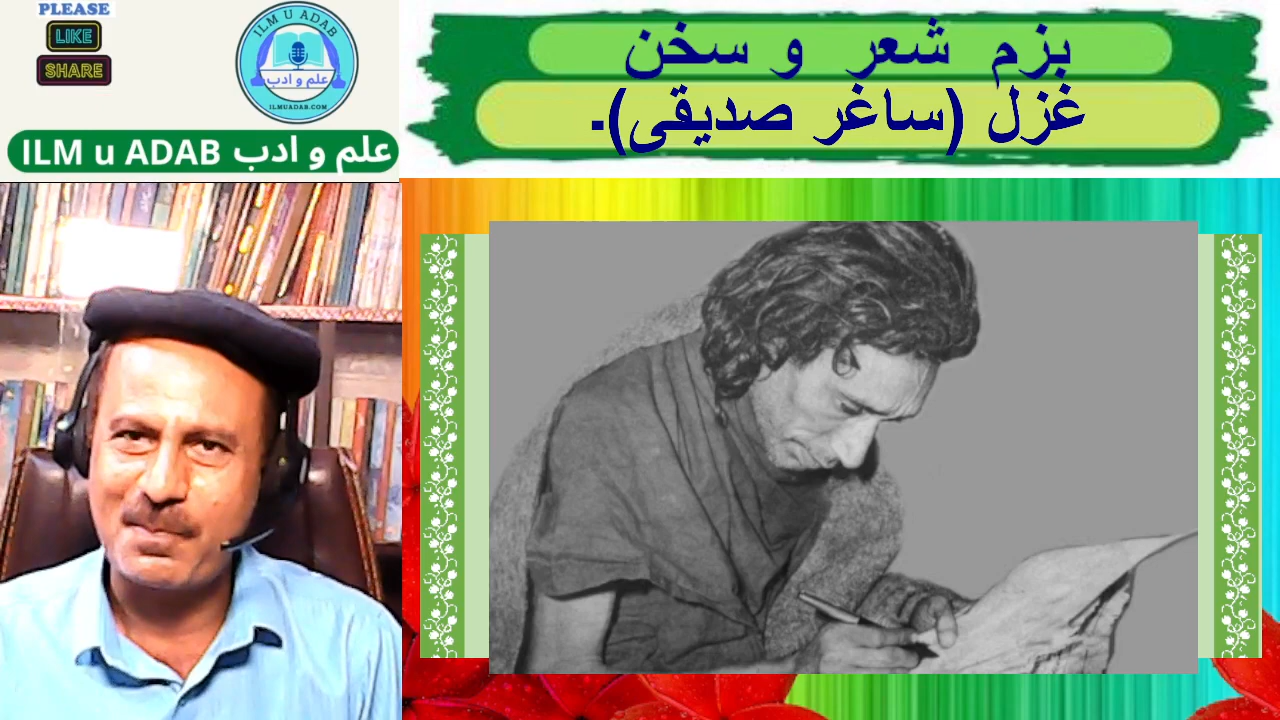 PLEASE
LIKE
SHARE
ILM U ADAB
علم و ادب
ILMUADAB.COM
ILM u ADAB علم و ادب
بزم شعر و سخن
غزل (ساغر صدیقی)۔